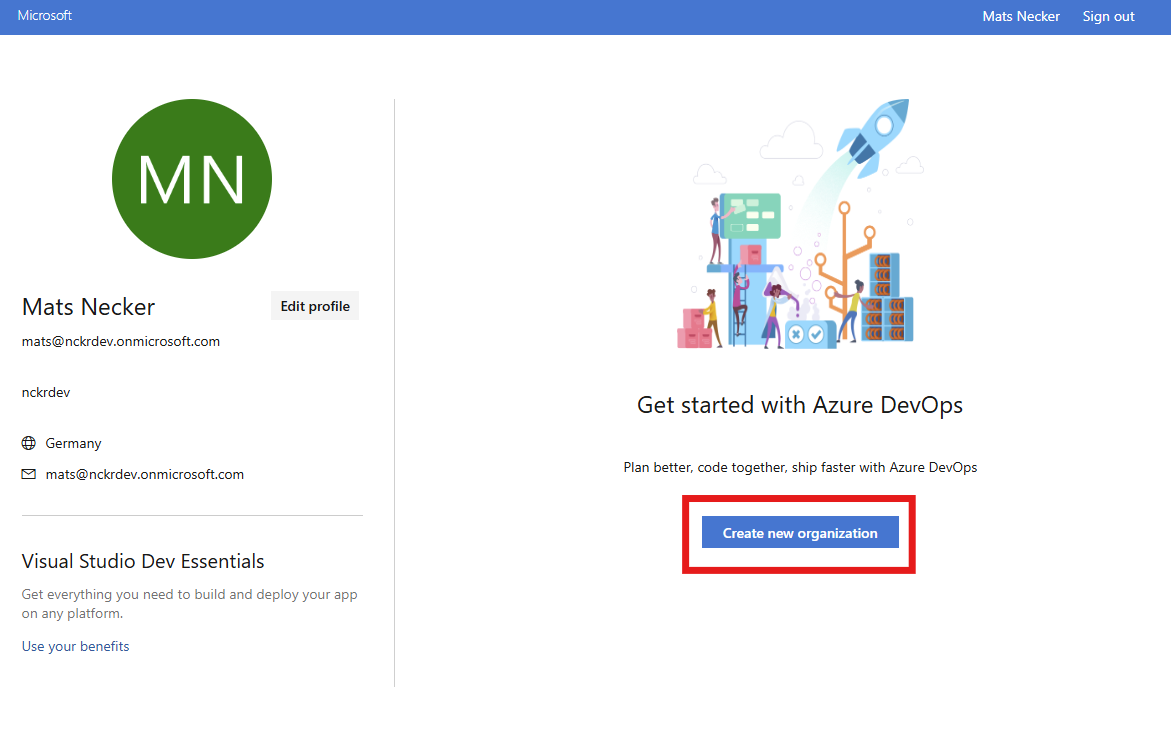 Microsoft
Mats Necker
Sign out
MN
Mats Necker
Edit profile
mats@nckrdev.onmicrosoft.com
nckrdev
Germany
mats@nckrdev.onmicrosoft.com
Visual Studio Dev Essentials
Get everything you need to build and deploy your app
on any platform.
Use your benefits
Get started with Azure DevOps
Plan better, code together, ship faster with Azure DevOps
Create new organization